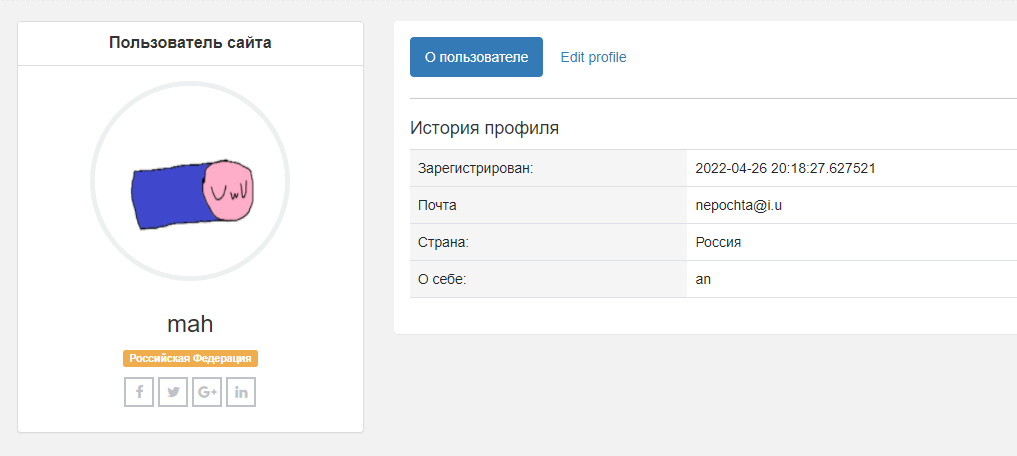 Пользователь сайта
UwU
mah
Российская Федерация
О пользователе Edit profile
История профиля
Зарегистрирован: 2022-04-26 20:18:27.627521
Почта nepochta@i.u
Страна: Россия
О себе: an